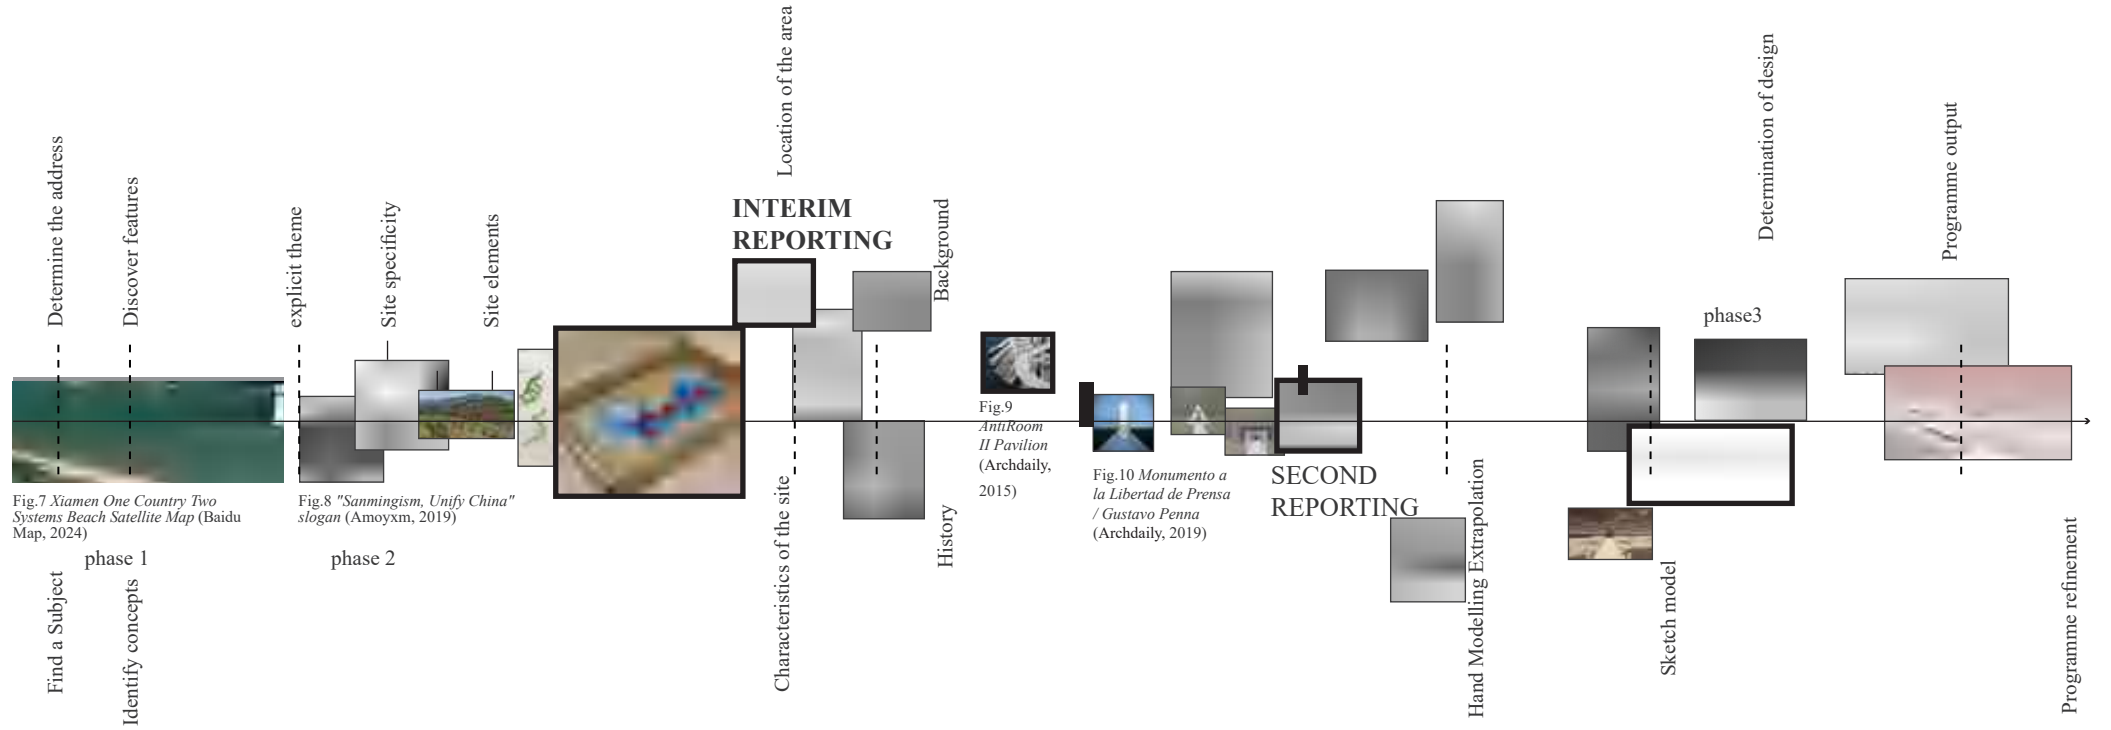 Determine the address
Discover features
explicit theme
Site specificity
Site elements
Location of the area
INTERIM
REPORTING
Background
Determination of design
Programme output
phase3
Fig.7 Xiamen One Country Two
Systems Beach Satellite Map (Baidu
Map, 2024)
phase 1
Find a Subject
Identify concepts
Fig.8 "Sanmingism, Unify China"
slogan (Amoyxm, 2019)
phase 2
Characteristics of the site
History
Fig.9
AntiRoom
II Pavilion
(Archdaily,
2015)
Fig.10 Monumento a
la Libertad de Prensa
/ Gustavo Penna
(Archdaily, 2019)
SECOND
REPORTING
Hand Modelling Extrapolation
Sketch model
Programme refinement